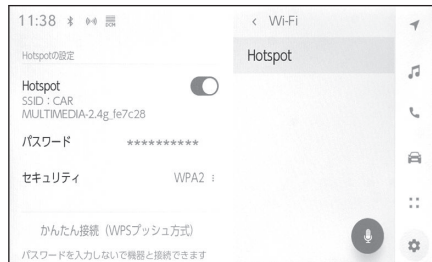 11:38
Hotspotの設定
Hotspot
SSID：CAR
MULTIMEDIA-2.4g_fe7c28
パスワード **********
セキュリティ WPA2
かんたん接続（WPSプッシュ方式）
パスワードを入力しないで機器と接続できます
< Wi-Fi
Hotspot